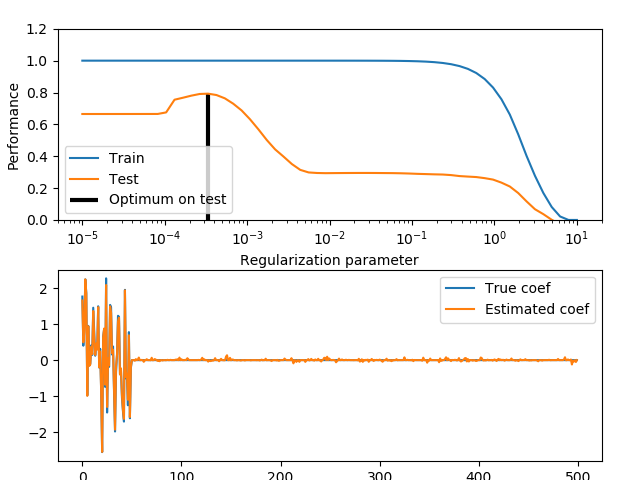 1.2
1.0
0.8
0.6
0.4
0.2
0.0
Performance
Train
Test
Optimum on test
10⁻⁵ 10⁻⁴ 10⁻³ 10⁻² 10⁻¹ 10⁰ 10¹
Regularization parameter
2
1
0
−1
−2
True coef
Estimated coef
0 100 200 300 400 500